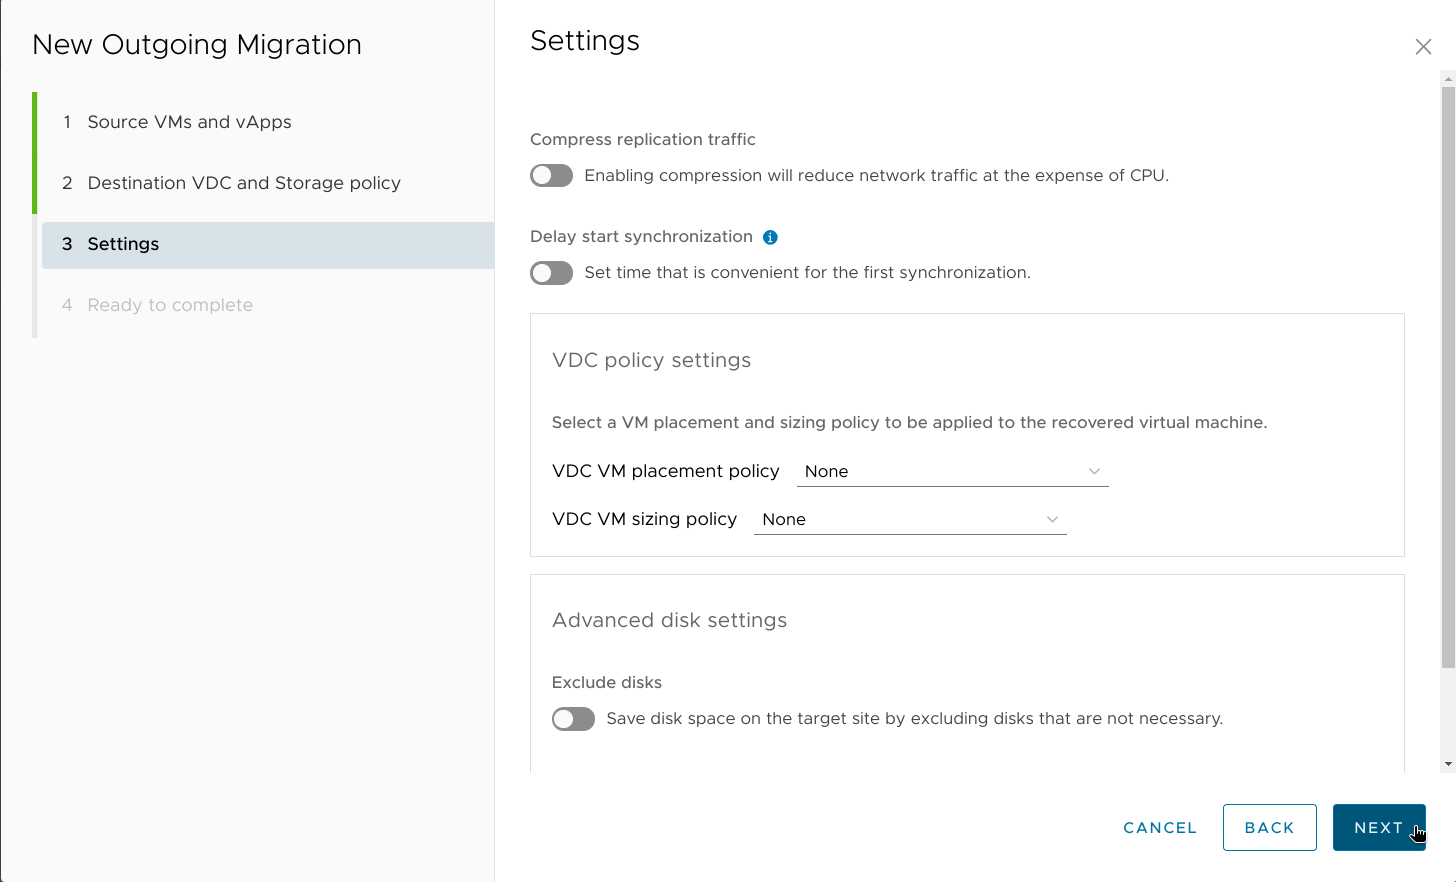 New Outgoing Migration
1 Source VMs and vApps
2 Destination VDC and Storage policy
3 Settings
4 Ready to complete
Settings
Compress replication traffic
Enabling compression will reduce network traffic at the expense of CPU.
Delay start synchronization
Set time that is convenient for the first synchronization.
VDC policy settings
Select a VM placement and sizing policy to be applied to the recovered virtual machine.
VDC VM placement policy None
VDC VM sizing policy None
Advanced disk settings
Exclude disks
Save disk space on the target site by excluding disks that are not necessary.
CANCEL BACK NEXT